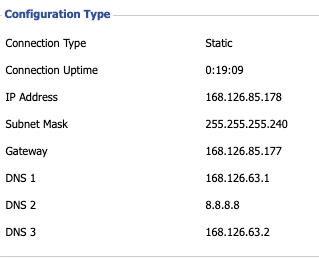 Configuration Type
Connection Type Static
Connection Uptime 0:19:09
IP Address 168.126.85.178
Subnet Mask 255.255.255.240
Gateway 168.126.85.177
DNS 1 168.126.63.1
DNS 2 8.8.8.8
DNS 3 168.126.63.2